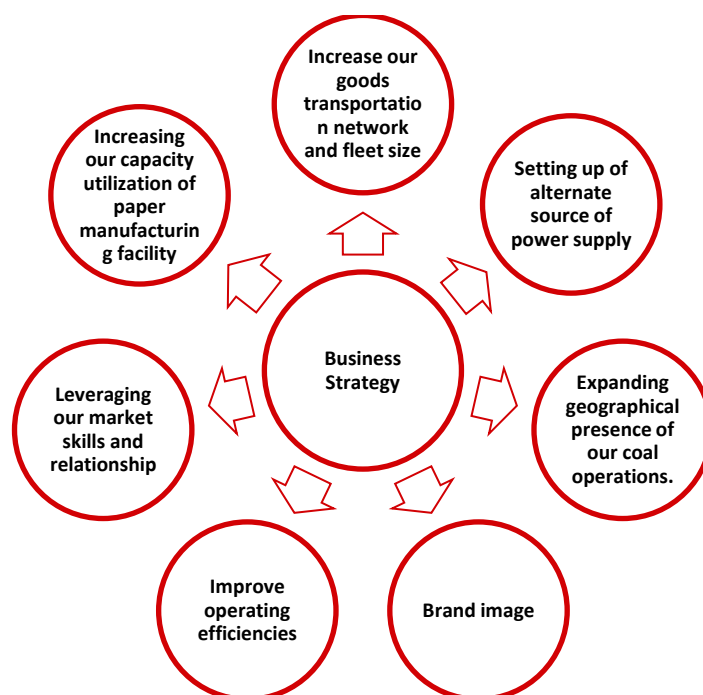 Increase our
goods
transportatio
n network
and fleet size
Setting up of
alternate
source of
power supply
Expanding
geographical
presence of
our coal
operations.
Brand image
Improve
operating
efficiencies
Leveraging
our market
skills and
relationship
Increasing
our capacity
utilization of
paper
manufacturin
g facility
Business
Strategy